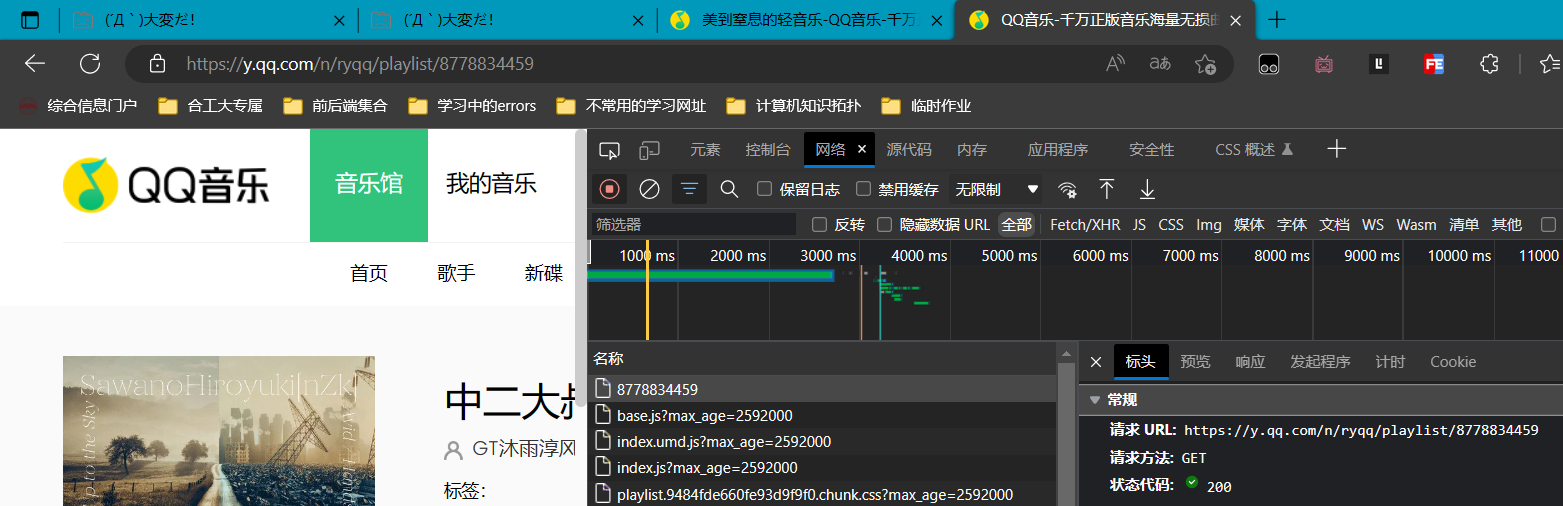 (´Д｀)大变だ！
(´Д｀)大变だ！
美到窒息的轻音乐-QQ音乐-千万正
QQ音乐-千万正版音乐海量无损曲
https://y.qq.com/n/ryqq/playlist/8778834459
综合信息门户 合工大专属 前后端集合 学习中的errors 不常用的学习网址 计算机知识拓扑 临时作业
QQ音乐 音乐馆 我的音乐
首页 歌手 新碟
SawanoHiroyuki[nZk]
中二大叔
GT沐雨淳风
标签：
元素 控制台 网络 源代码 内存 应用程序 安全性 CSS 概述
保留日志 禁用缓存 无限制
筛选器 反转 隐藏数据 URL 全部 Fetch/XHR JS CSS Img 媒体 字体 文档 WS Wasm 清单 其他
1000 ms 2000 ms 3000 ms 4000 ms 5000 ms 6000 ms 7000 ms 8000 ms 9000 ms 10000 ms 11000
名称
8778834459
base.js?max_age=2592000
index.umd.js?max_age=2592000
index.js?max_age=2592000
playlist.9484fde660fe93d9f9f0.chunk.css?max_age=2592000
标头 预览 响应 发起程序 计时 Cookie
常规
请求 URL: https://y.qq.com/n/ryqq/playlist/8778834459
请求方法: GET
状态代码: 200